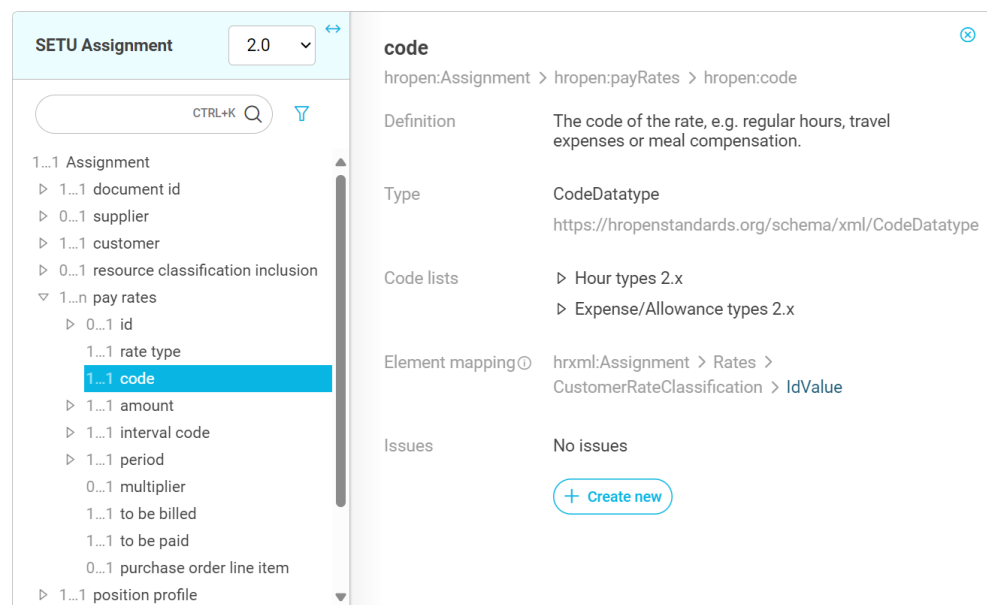 SETU Assignment
2.0
CTRL+K
1...1 Assignment
1...1 document id
0...1 supplier
1...1 customer
0...1 resource classification inclusion
1...n pay rates
0...1 id
1...1 rate type
1...1 code
1...1 amount
1...1 interval code
1...1 period
0...1 multiplier
1...1 to be billed
1...1 to be paid
0...1 purchase order line item
1...1 position profile
code
hropen:Assignment > hropen:payRates > hropen:code
Definition
The code of the rate, e.g. regular hours, travel
expenses or meal compensation.
Type
CodeDatatype
https://hropenstandards.org/schema/xml/CodeDatatype
Code lists
Hour types 2.x
Expense/Allowance types 2.x
Element mapping
hrxml:Assignment > Rates >
CustomerRateClassification > IdValue
Issues
No issues
+ Create new